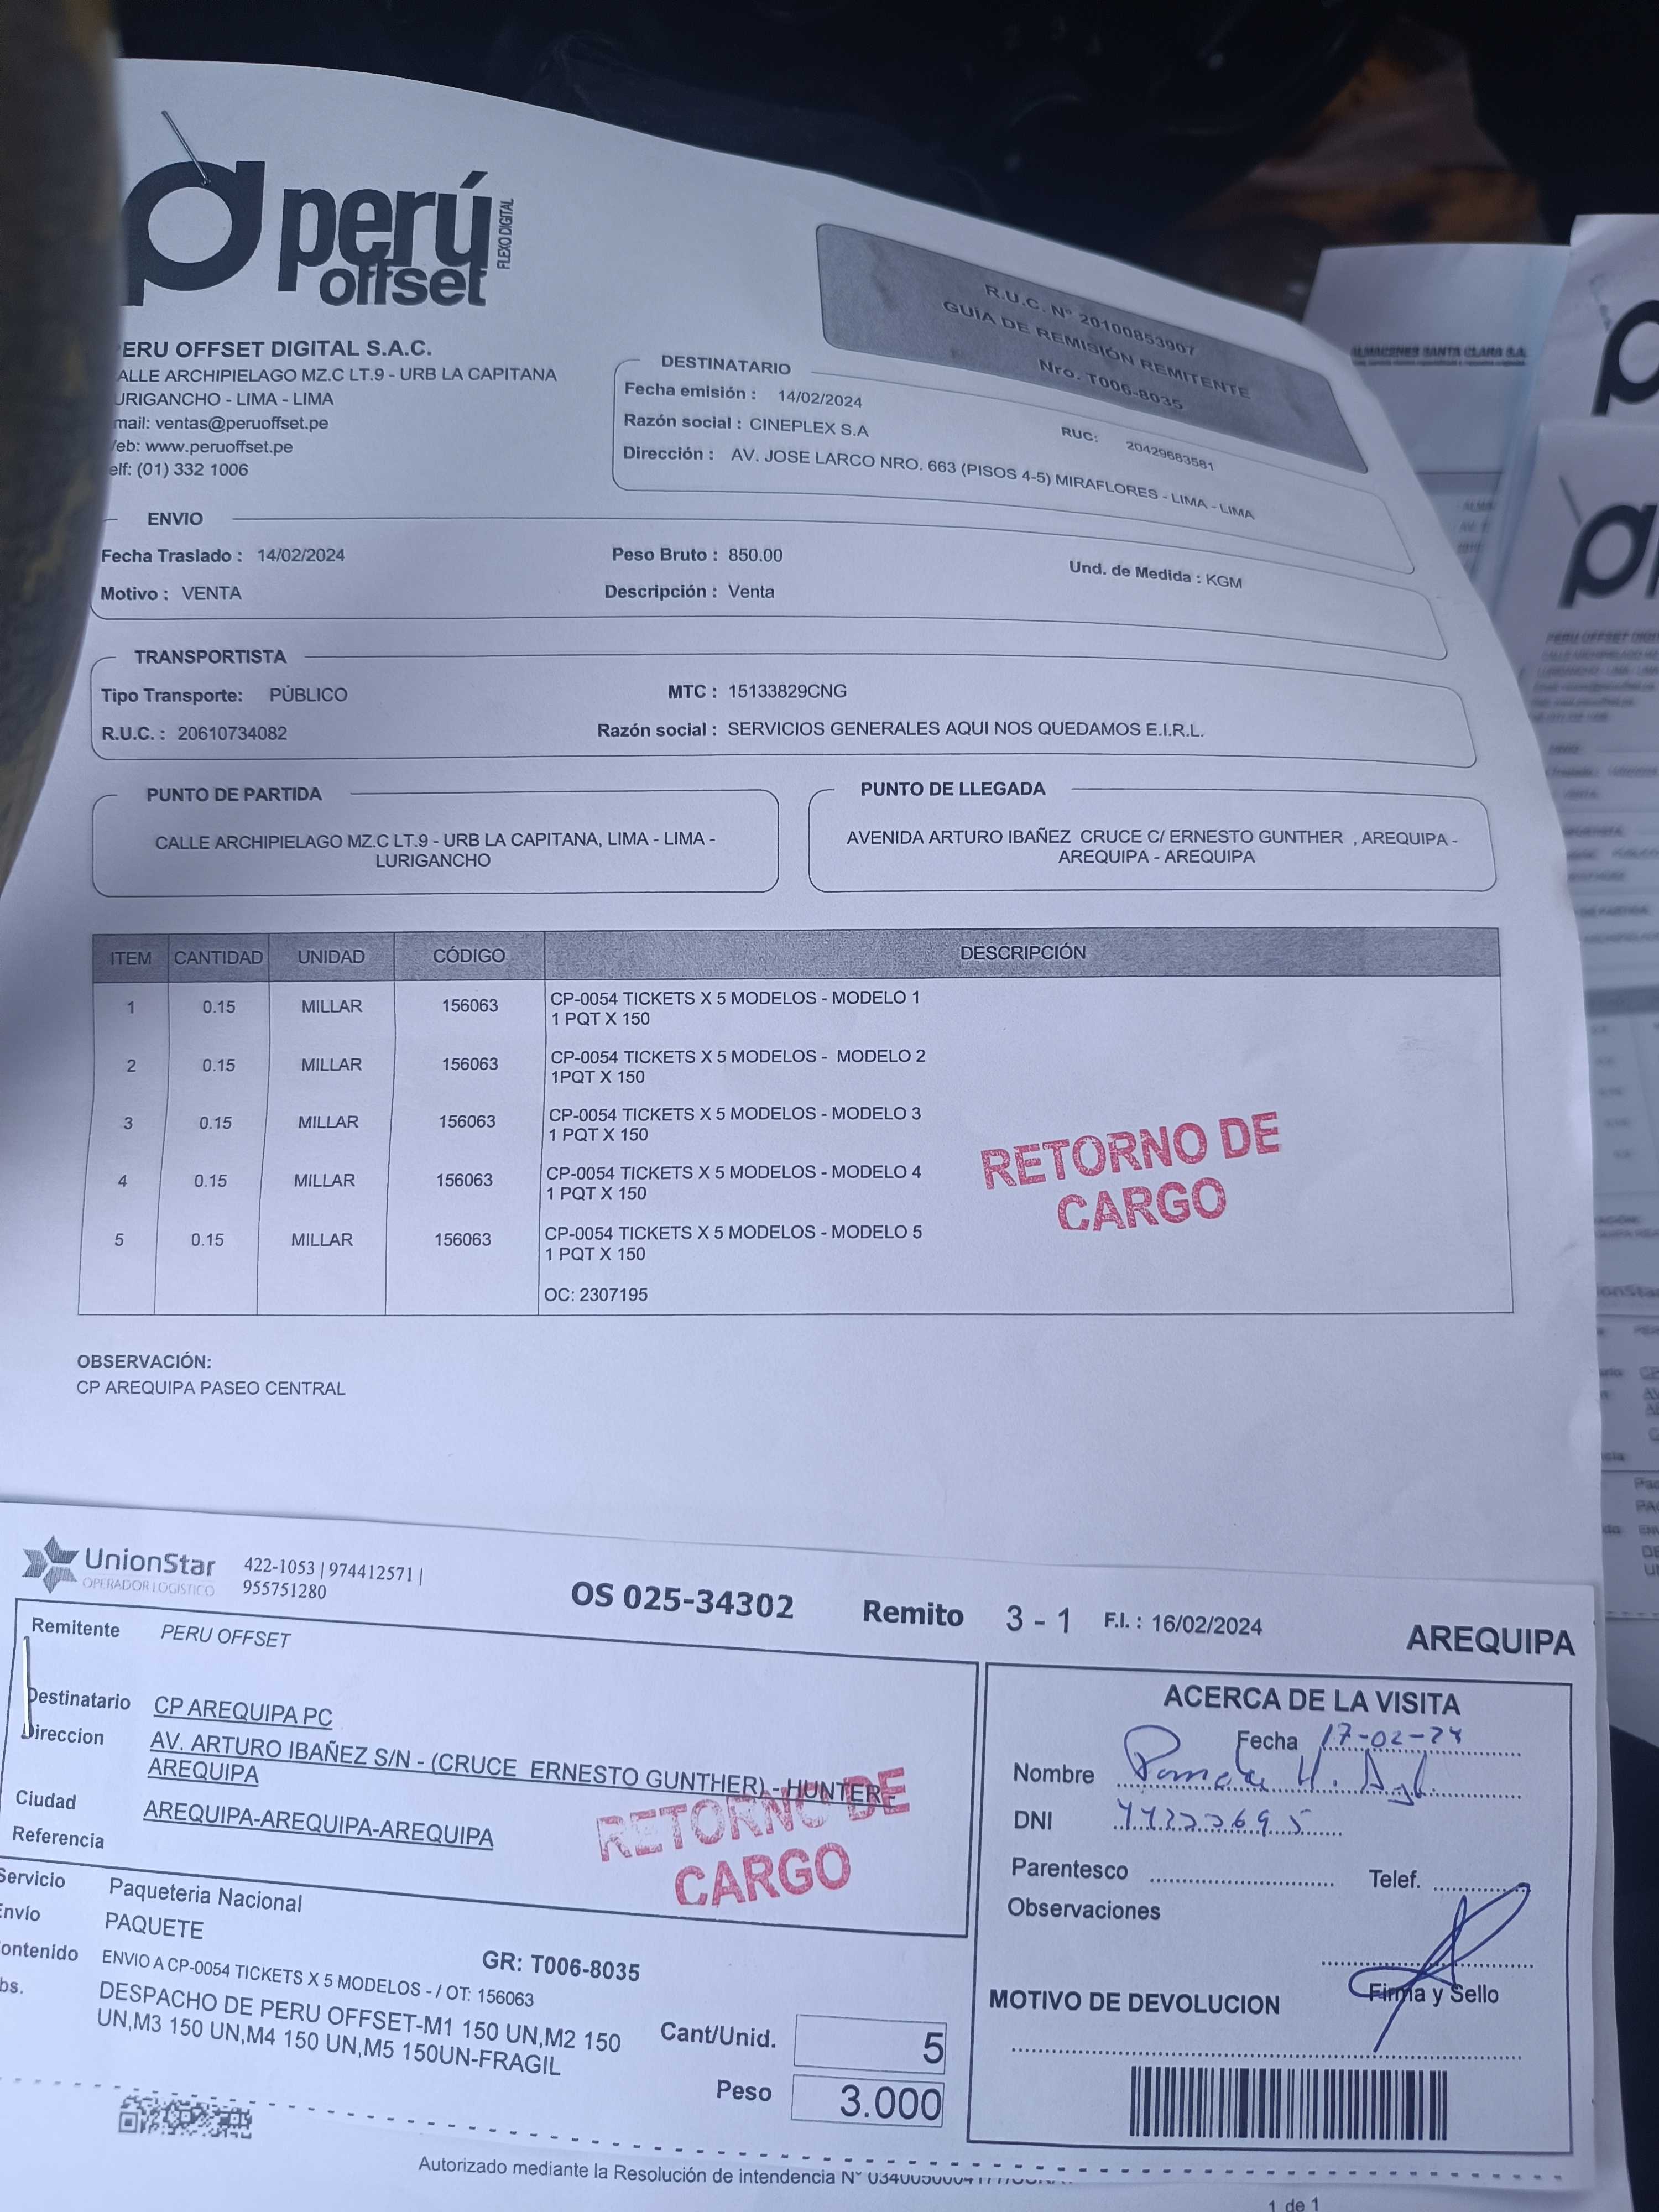 perú
offset
FLEXO DIGITAL
R.U.C. N° 20100853907
GUÍA DE REMISIÓN REMITENTE
Nro. T006-8035
ERU OFFSET DIGITAL S.A.C.
ALLE ARCHIPIELAGO MZ.C LT.9 - URB LA CAPITANA
URIGANCHO - LIMA - LIMA
mail: ventas@peruoffset.pe
eb: www.peruoffset.pe
elf: (01) 332 1006
DESTINATARIO
Fecha emisión : 14/02/2024
Razón social : CINEPLEX S.A RUC: 20429683581
Dirección : AV. JOSE LARCO NRO. 663 (PISOS 4-5) MIRAFLORES - LIMA - LIMA
ENVIO
Fecha Traslado : 14/02/2024 Peso Bruto : 850.00 Und. de Medida : KGM
Motivo : VENTA Descripción : Venta
TRANSPORTISTA
Tipo Transporte: PÚBLICO MTC : 15133829CNG
R.U.C. : 20610734082 Razón social : SERVICIOS GENERALES AQUI NOS QUEDAMOS E.I.R.L.
PUNTO DE PARTIDA
CALLE ARCHIPIELAGO MZ.C LT.9 - URB LA CAPITANA, LIMA - LIMA -
LURIGANCHO
PUNTO DE LLEGADA
AVENIDA ARTURO IBAÑEZ CRUCE C/ ERNESTO GUNTHER , AREQUIPA -
AREQUIPA - AREQUIPA
ITEM CANTIDAD UNIDAD CÓDIGO DESCRIPCIÓN
1 0.15 MILLAR 156063 CP-0054 TICKETS X 5 MODELOS - MODELO 1
1 PQT X 150
2 0.15 MILLAR 156063 CP-0054 TICKETS X 5 MODELOS - MODELO 2
1PQT X 150
3 0.15 MILLAR 156063 CP-0054 TICKETS X 5 MODELOS - MODELO 3
1 PQT X 150
4 0.15 MILLAR 156063 CP-0054 TICKETS X 5 MODELOS - MODELO 4
1 PQT X 150
5 0.15 MILLAR 156063 CP-0054 TICKETS X 5 MODELOS - MODELO 5
1 PQT X 150
OC: 2307195
RETORNO DE
CARGO
OBSERVACIÓN:
CP AREQUIPA PASEO CENTRAL
UnionStar
OPERADOR LOGISTICO
422-1053 | 974412571 |
955751280
OS 025-34302 Remito 3 - 1 F.I. : 16/02/2024 AREQUIPA
Remitente PERU OFFSET
Destinatario CP AREQUIPA PC
Direccion AV. ARTURO IBAÑEZ S/N - (CRUCE ERNESTO GUNTHER) - HUNTER -
AREQUIPA
Ciudad AREQUIPA-AREQUIPA-AREQUIPA
Referencia
RETORNO DE
CARGO
Servicio Paqueteria Nacional
Envío PAQUETE
ontenido ENVIO A CP-0054 TICKETS X 5 MODELOS - / OT: 156063
GR: T006-8035
bs. DESPACHO DE PERU OFFSET-M1 150 UN,M2 150
UN,M3 150 UN,M4 150 UN,M5 150UN-FRAGIL
Cant/Unid. 5
Peso 3.000
ACERCA DE LA VISITA
Fecha 17-02-24
Nombre
DNI
Parentesco Telef.
Observaciones
Firma y Sello
MOTIVO DE DEVOLUCION
Autorizado mediante la Resolución de intendencia N°
1 de 1
ALMACENES SANTA CLARA S.A.